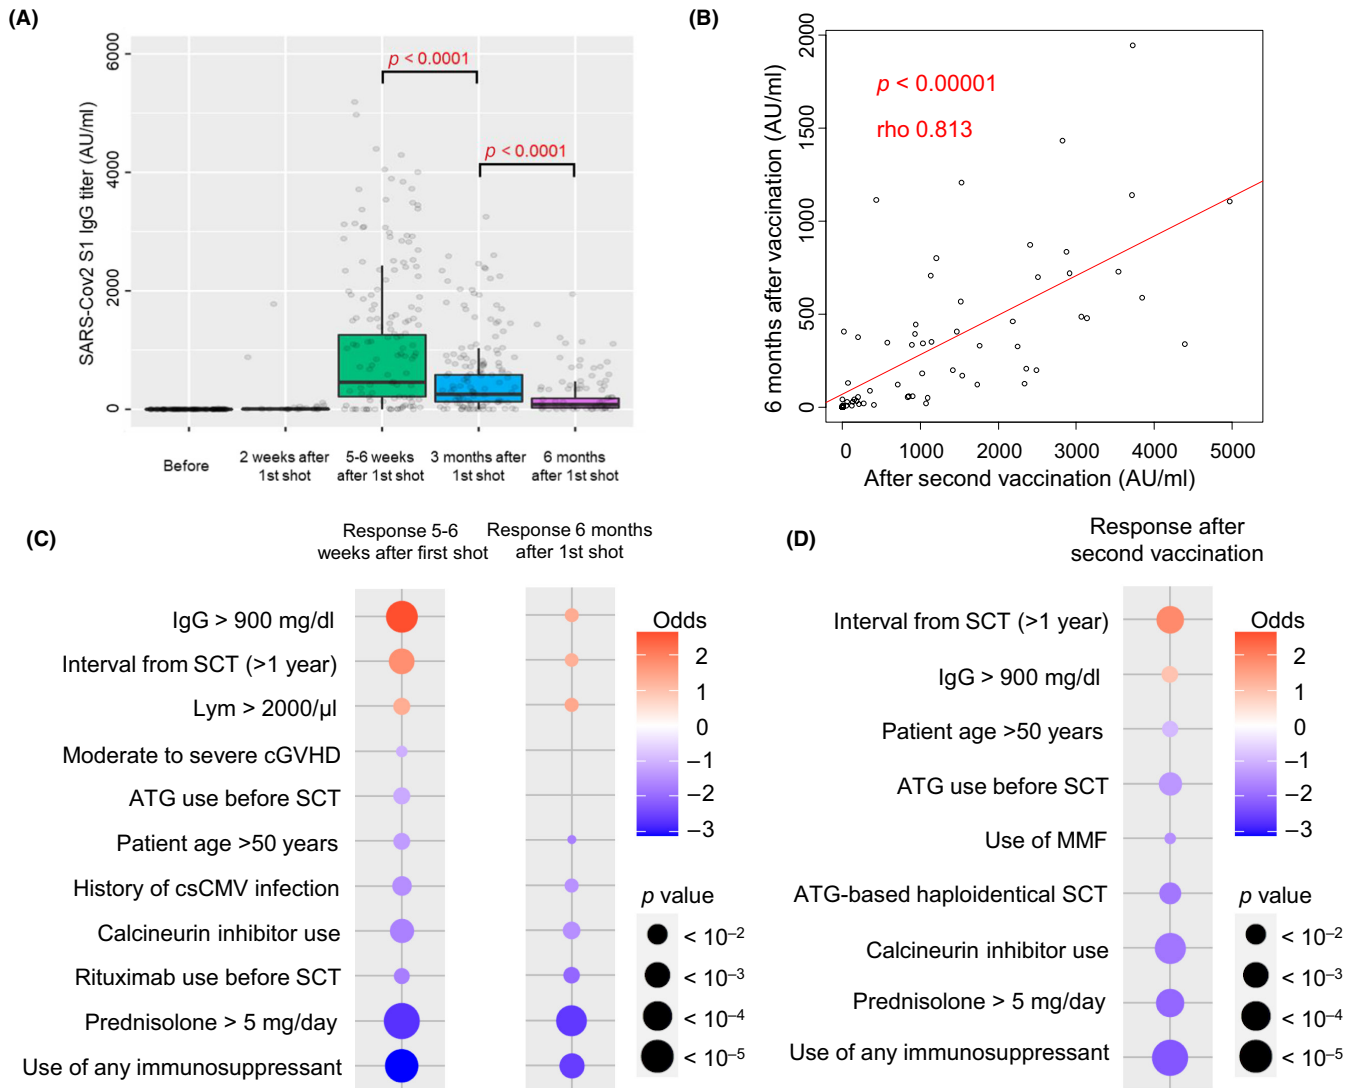 (A)
SARS-Cov2 S1 IgG titer (AU/ml)
6000
4000
2000
0
p < 0.0001
p < 0.0001
Before
2 weeks after
1st shot
5-6 weeks
after 1st shot
3 months after
1st shot
6 months
after 1st shot
(B)
6 months after vaccination (AU/ml)
2000
1500
1000
500
0
p < 0.00001
rho 0.813
0 1000 2000 3000 4000 5000
After second vaccination (AU/ml)
(C)
Response 5-6
weeks after first shot
Response 6 months
after 1st shot
IgG > 900 mg/dl
Interval from SCT (>1 year)
Lym > 2000/μl
Moderate to severe cGVHD
ATG use before SCT
Patient age >50 years
History of csCMV infection
Calcineurin inhibitor use
Rituximab use before SCT
Prednisolone > 5 mg/day
Use of any immunosuppressant
Odds
2
1
0
–1
–2
–3
p value
< 10–2
< 10–3
< 10–4
< 10–5
(D)
Response after
second vaccination
Interval from SCT (>1 year)
IgG > 900 mg/dl
Patient age >50 years
ATG use before SCT
Use of MMF
ATG-based haploidentical SCT
Calcineurin inhibitor use
Prednisolone > 5 mg/day
Use of any immunosuppressant
Odds
2
1
0
–1
–2
–3
p value
< 10–2
< 10–3
< 10–4
< 10–5